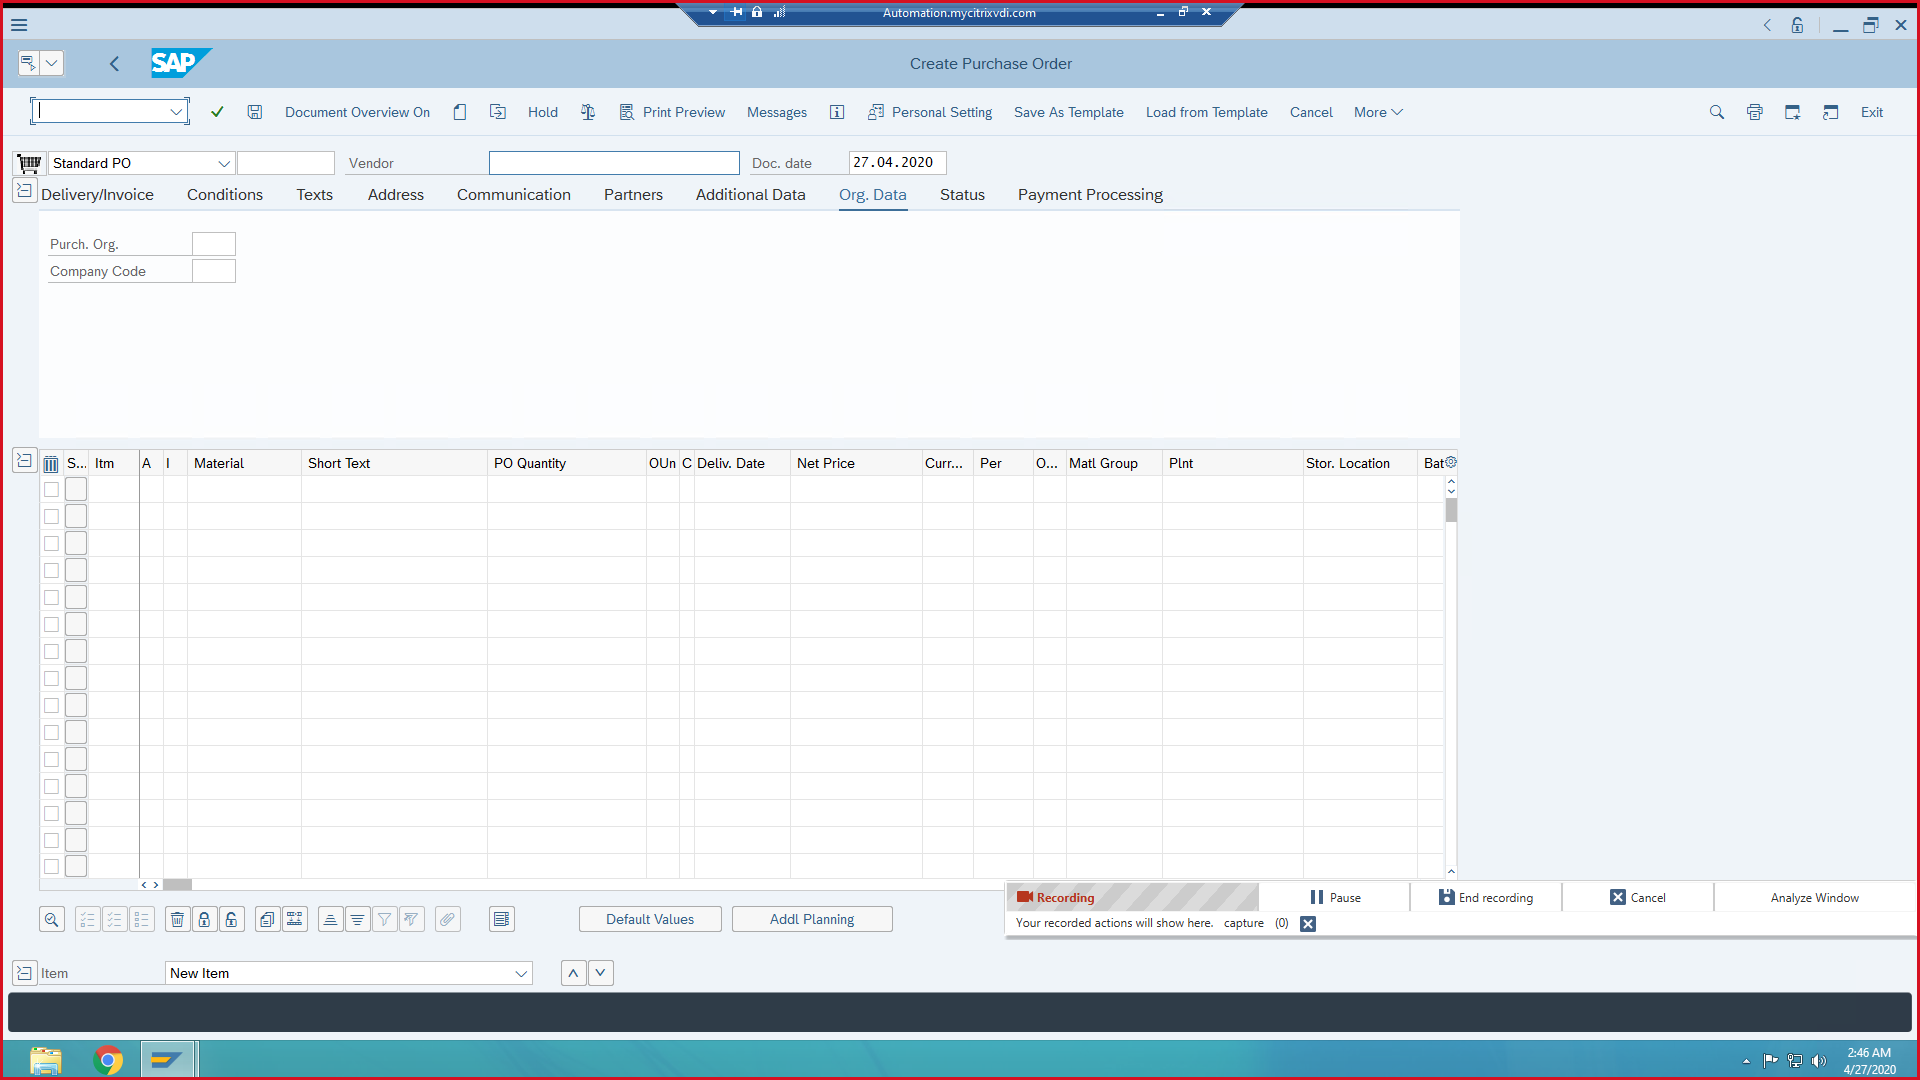 Automation.mycitrixvdi.com
SAP
Create Purchase Order
Document Overview On
Hold
Print Preview
Messages
Personal Setting
Save As Template
Load from Template
Cancel
More
Exit
Standard PO
Vendor
Doc. date
27.04.2020
Delivery/Invoice
Conditions
Texts
Address
Communication
Partners
Additional Data
Org. Data
Status
Payment Processing
Purch. Org.
Company Code
S... Itm A I Material Short Text PO Quantity OUn C Deliv. Date Net Price Curr... Per O... Matl Group Plnt Stor. Location Bat
Recording
Pause
End recording
Cancel
Analyze Window
Your recorded actions will show here. capture (0)
Default Values
Addl Planning
Item
New Item
2:46 AM
4/27/2020